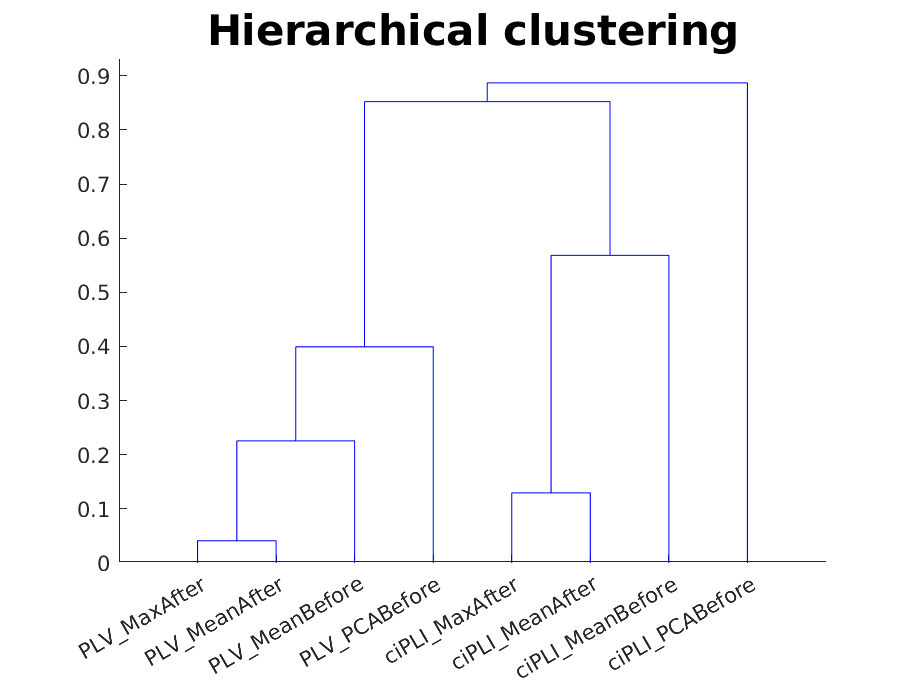 Hierarchical clustering
0.9
0.8
0.7
0.6
0.5
0.4
0.3
0.2
0.1
0
PLV_MaxAfter
PLV_MeanAfter
PLV_MeanBefore
PLV_PCABefore
ciPLI_MaxAfter
ciPLI_MeanAfter
ciPLI_MeanBefore
ciPLI_PCABefore